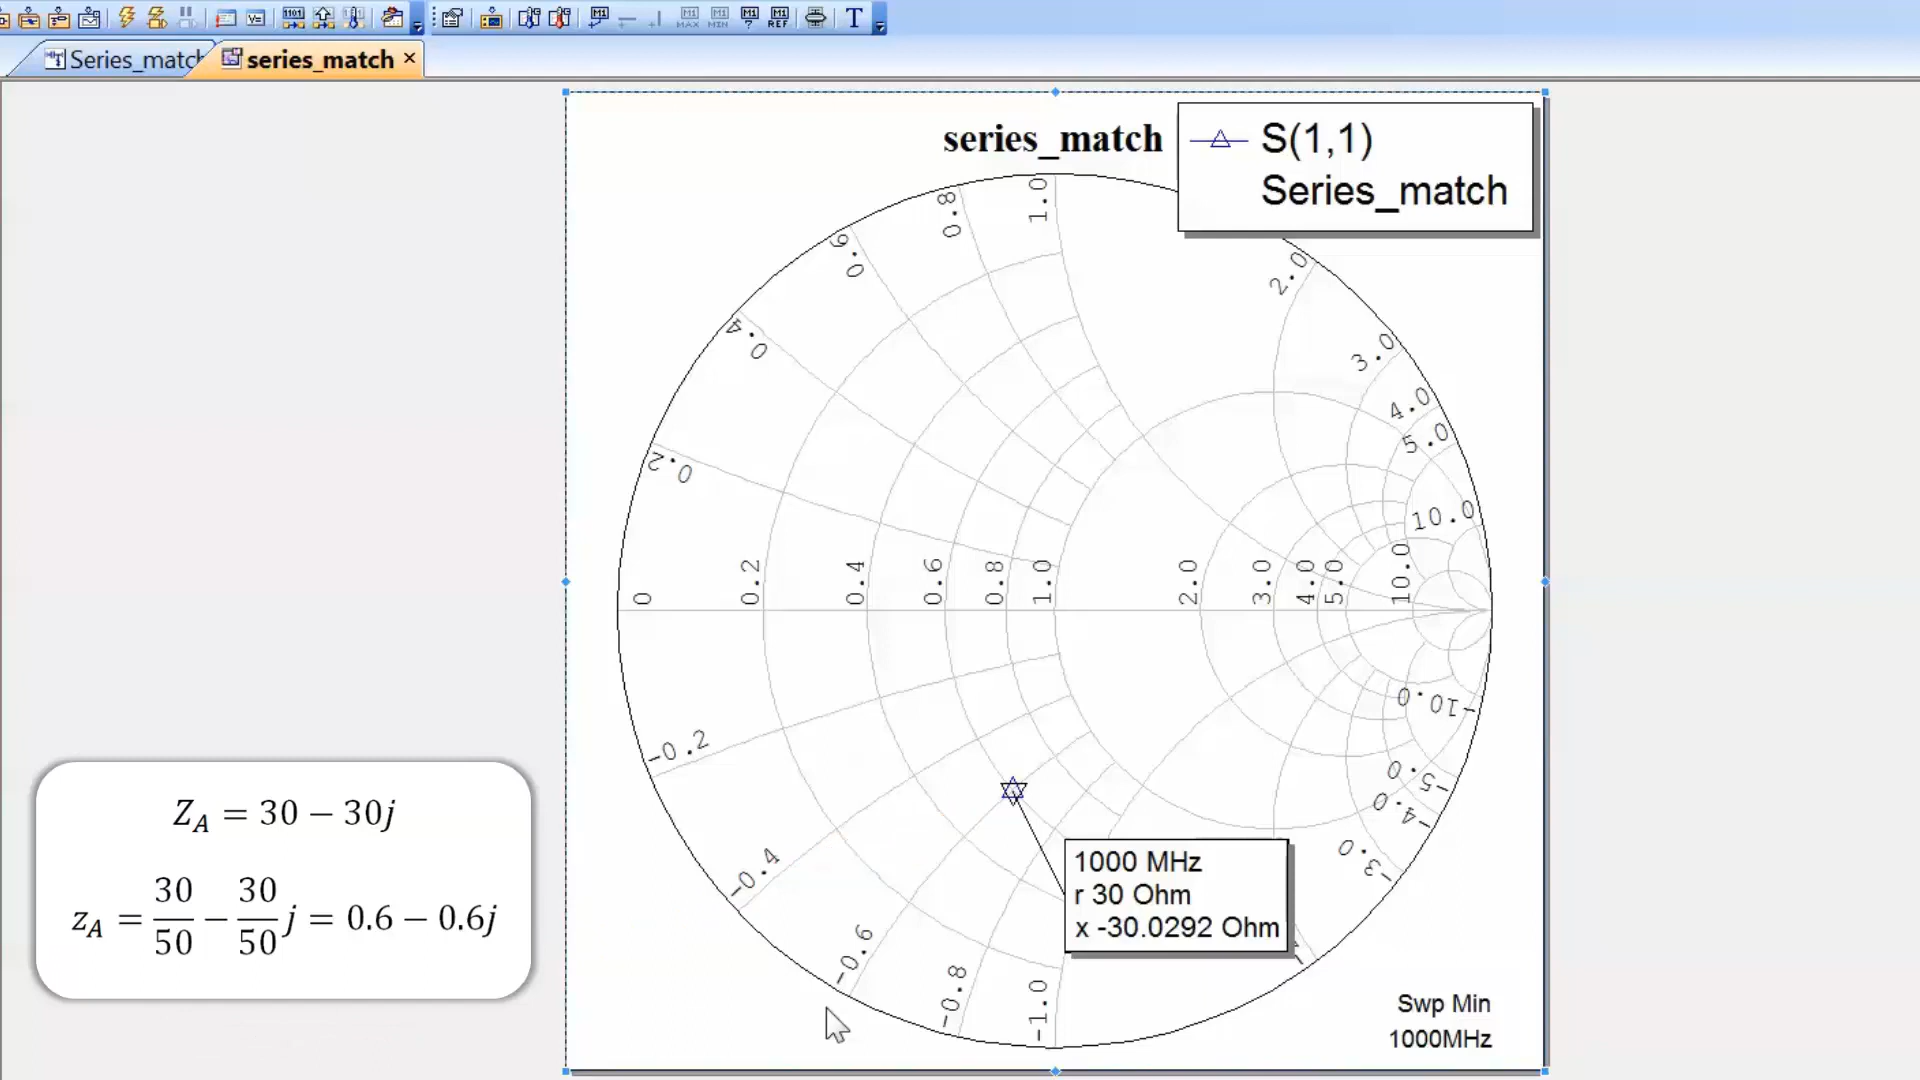 Series_match
series_match
series_match
S(1,1)
Series_match
1.0
0.8
0.6
0.4
0.2
2.0
3.0
4.0
5.0
10.0
0
0.2
0.4
0.6
0.8
1.0
2.0
3.0
4.0
5.0
10.0
-10.0
-5.0
-4.0
-3.0
-0.2
-0.4
-0.6
-0.8
-1.0
1000 MHz
r 30 Ohm
x -30.0292 Ohm
Z_A = 30 − 30j
z_A = 30/50 − 30/50 j = 0.6 − 0.6j
Swp Min
1000MHz